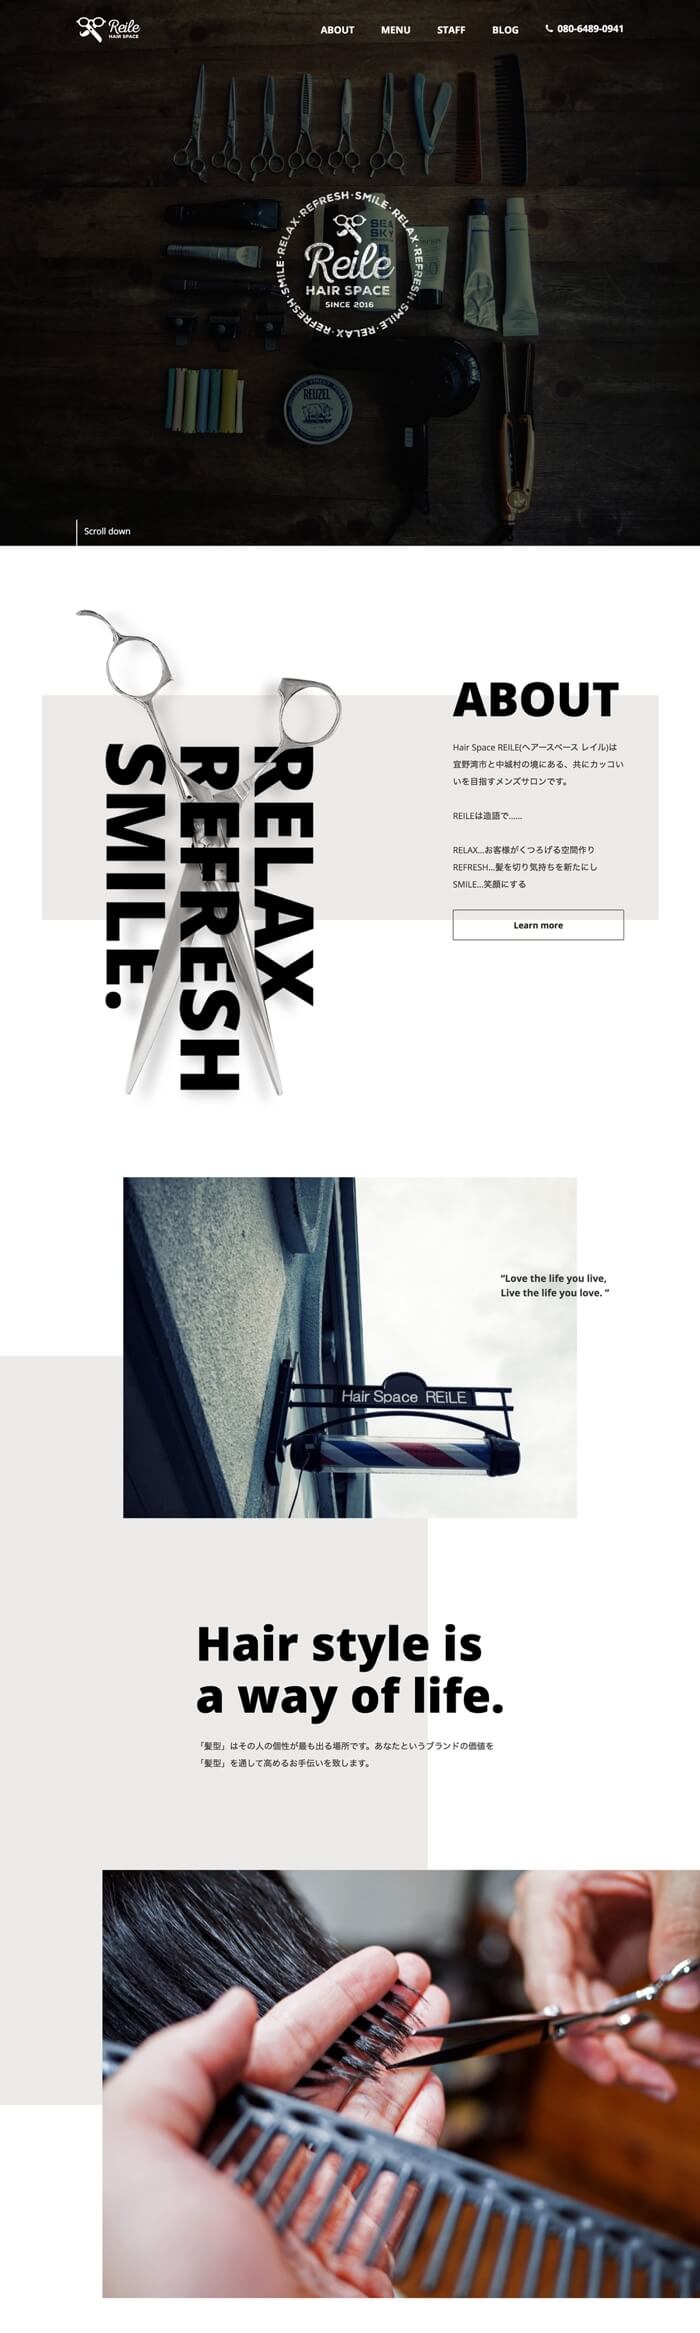 Reile
HAIR SPACE
ABOUT
MENU
STAFF
BLOG
080-6489-0941
SMILE · RELAX · REFRESH · SMILE · RELAX · REFRESH · SMILE · RELAX · REFRESH ·
Reile
HAIR SPACE
SINCE 2016
SEA
SKY
REUZEL
Scroll down
ABOUT
Hair Space REILE(ヘアースペース レイル)は
宜野湾市と中城村の境にある、共にカッコい
いを目指すメンズサロンです。
REILEは造語で……
RELAX…お客様がくつろげる空間作り
REFRESH…髪を切り気持ちを新たにし
SMILE…笑顔にする
Learn more
RELAX
REFRESH
SMILE.
“Love the life you live,
Live the life you love. ”
Hair Space REiLE
Hair style is
a way of life.
「髪型」はその人の個性が最も出る場所です。あなたというブランドの価値を
「髪型」を通して高めるお手伝いを致します。